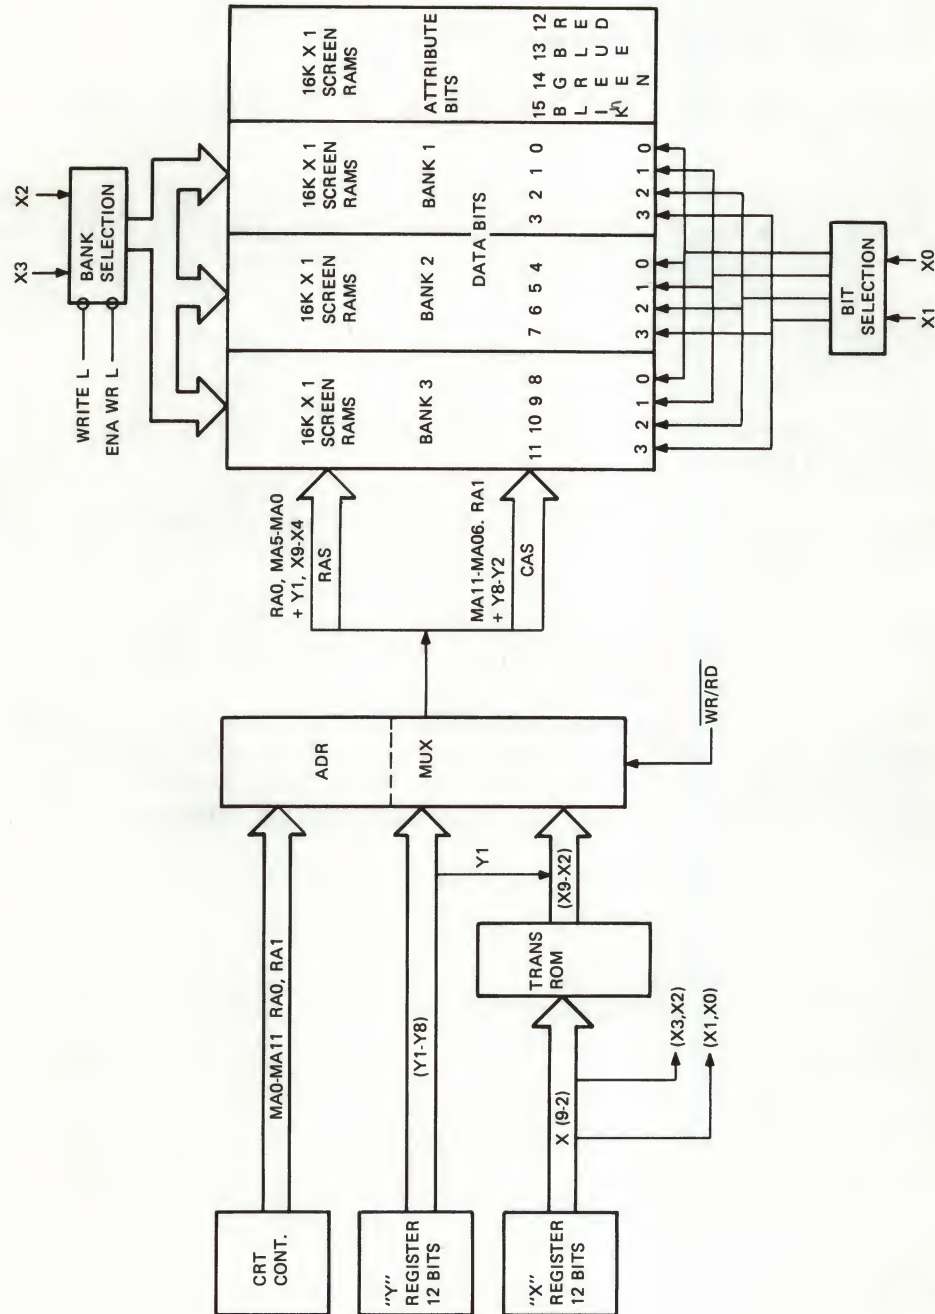 CRT
CONT.
MA0-MA11 RA0, RA1
"Y"
REGISTER
12 BITS
(Y1-Y8)
Y1
"X"
REGISTER
12 BITS
X (9-2)
(X3,X2)
(X1,X0)
TRANS
ROM
(X9-X2)
ADR
MUX
WR/RD
RA0, MA5-MA0
+ Y1, X9-X4
RAS
MA11-MA06. RA1
+ Y8-Y2
CAS
WRITE L
ENA WR L
BANK
SELECTION
X3
X2
16K X 1
SCREEN
RAMS
BANK 3
11 10 9 8
3 2 1 0
16K X 1
SCREEN
RAMS
BANK 2
7 6 5 4
3 2 1 0
DATA BITS
16K X 1
SCREEN
RAMS
BANK 1
3 2 1 0
3 2 1 0
16K X 1
SCREEN
RAMS
ATTRIBUTE
BITS
15 14 13 12
B G B R
L R L E
I E U D
K E E
N
BIT
SELECTION
X1
X0